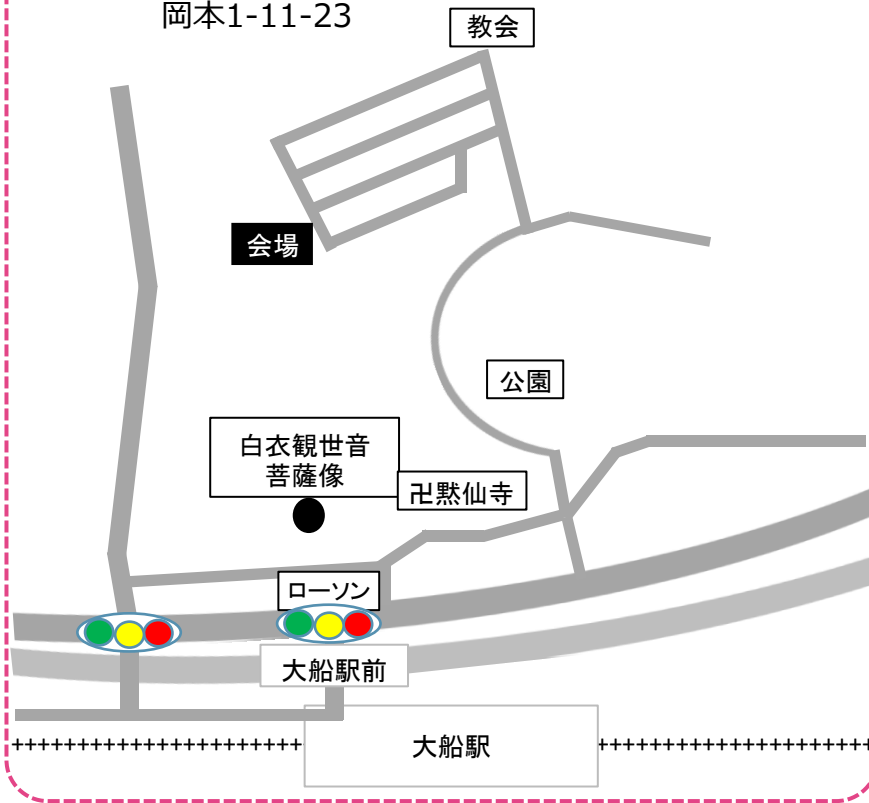 岡本1-11-23
教会
会場
公園
白衣観世音
菩薩像
卍黙仙寺
ローソン
大船駅前
大船駅